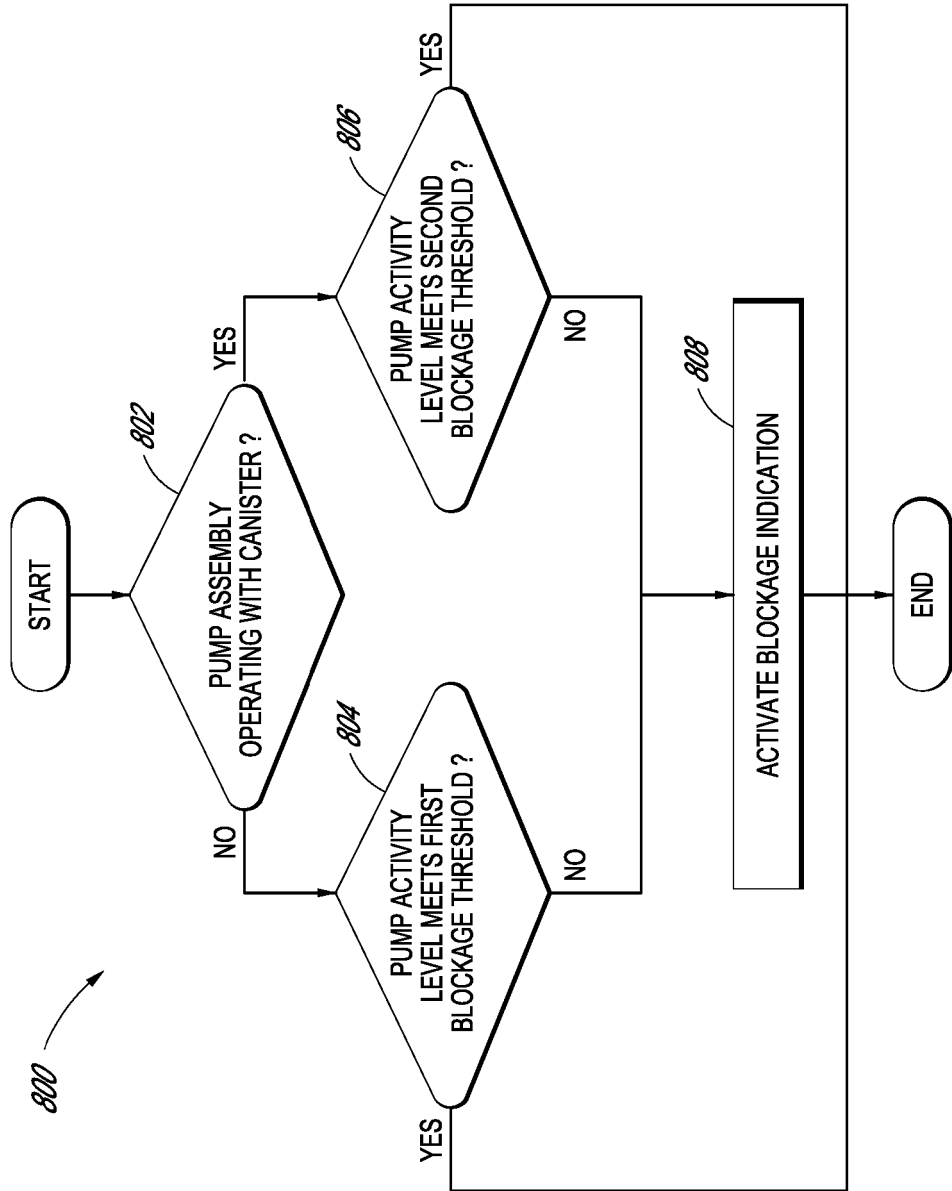 800
START
802
PUMP ASSEMBLY
OPERATING WITH CANISTER ?
NO
YES
804
PUMP ACTIVITY
LEVEL MEETS FIRST
BLOCKAGE THRESHOLD ?
806
PUMP ACTIVITY
LEVEL MEETS SECOND
BLOCKAGE THRESHOLD ?
YES
NO
NO
YES
808
ACTIVATE BLOCKAGE INDICATION
END